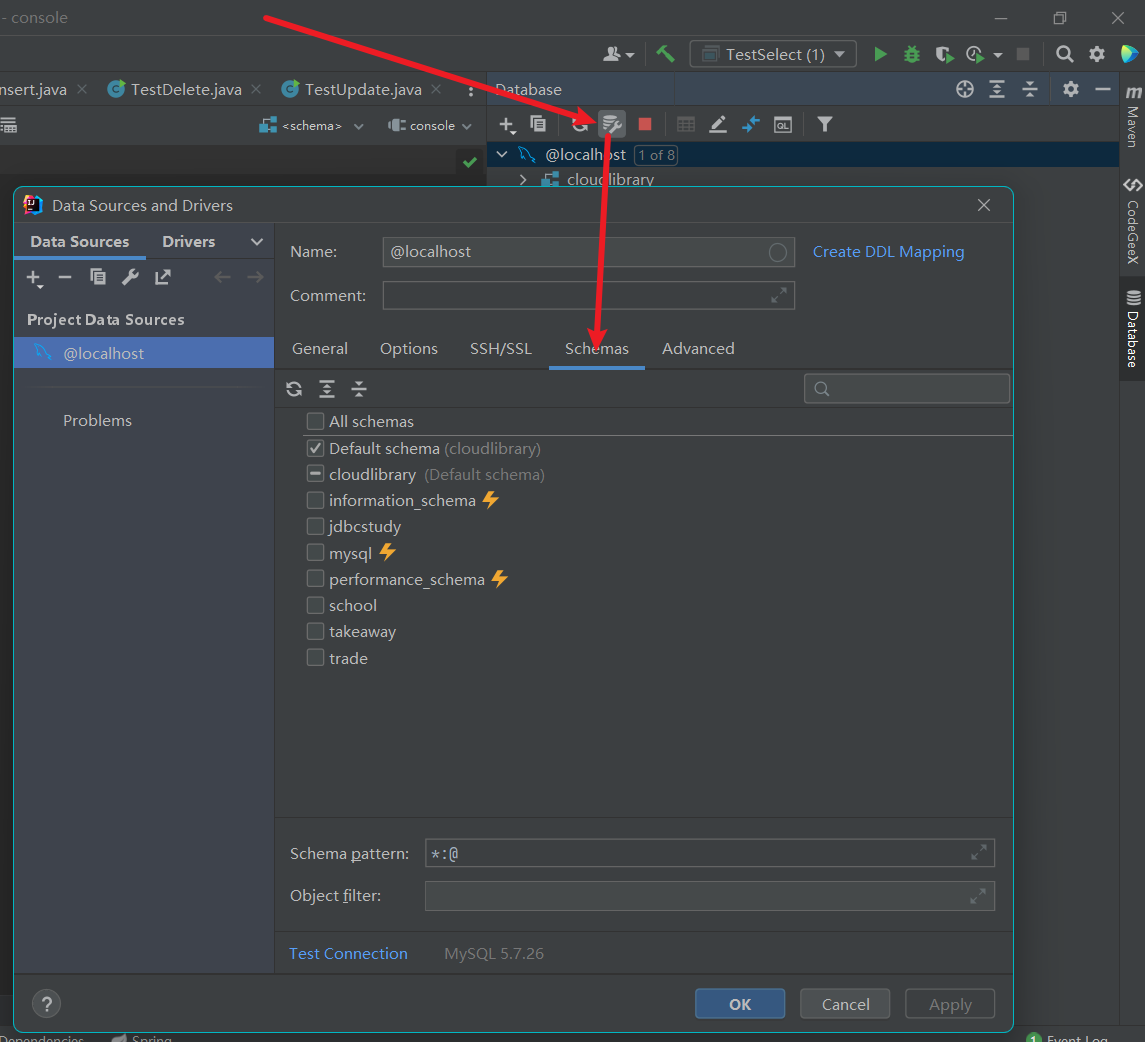 - console
TestSelect (1)
nsert.java
TestDelete.java
TestUpdate.java
Database
<schema>
console
QL
@localhost 1 of 8
cloudlibrary
m
Maven
CodeGeeX
Database
IJ
Data Sources and Drivers
Data Sources
Drivers
Project Data Sources
@localhost
Problems
Name: @localhost
Create DDL Mapping
Comment:
General Options SSH/SSL Schemas Advanced
All schemas
Default schema (cloudlibrary)
cloudlibrary (Default schema)
information_schema
jdbcstudy
mysql
performance_schema
school
takeaway
trade
Schema pattern: *:@
Object filter:
Test Connection MySQL 5.7.26
?
OK
Cancel
Apply
Dependencies
Spring
1 Event Log